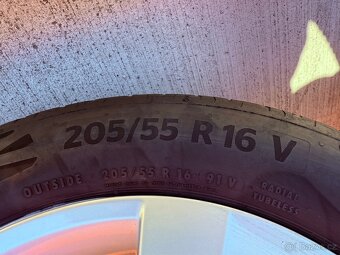 205/55 R 16 V
OUTSIDE 205/55 R 16 91 V RADIAL
TUBELESS